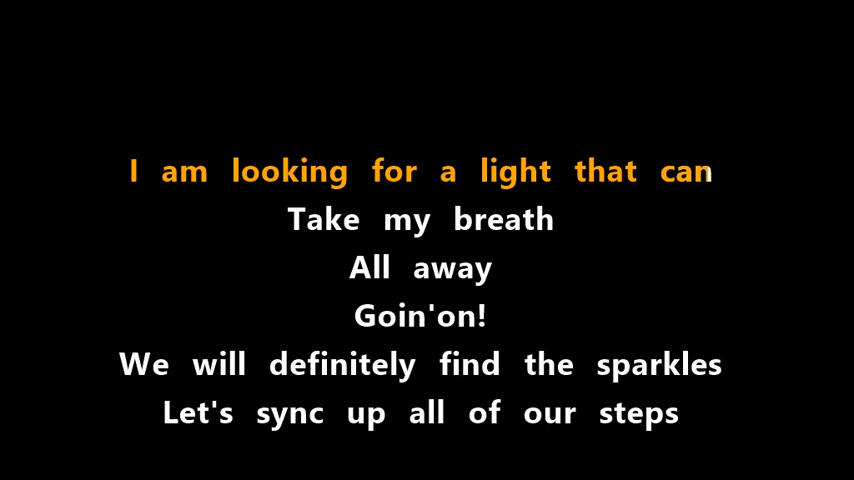 I am looking for a light that can
Take my breath
All away
Goin'on!
We will definitely find the sparkles
Let's sync up all of our steps